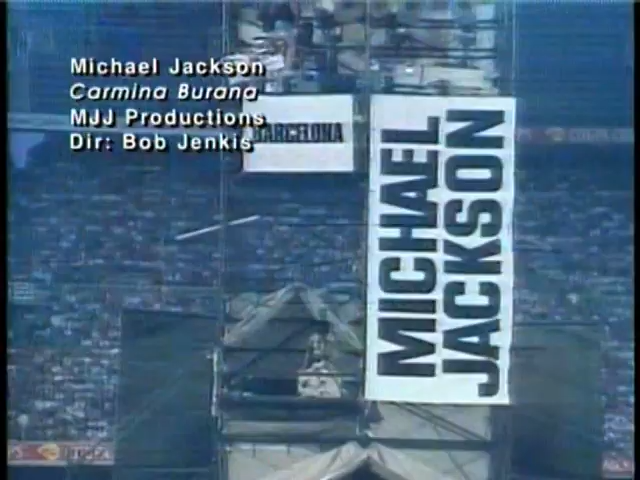 Michael Jackson
Carmina Burana
MJJ Productions
Dir: Bob Jenkis
BARCELONA
MICHAEL
JACKSON